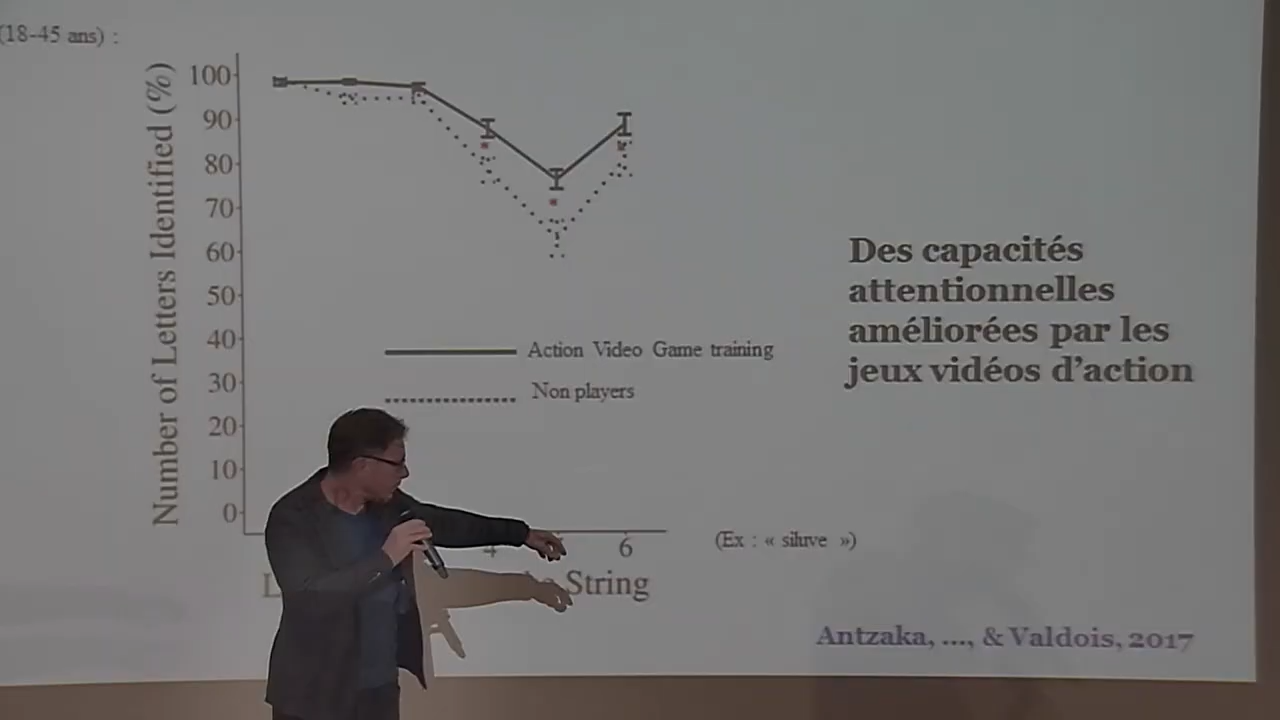 (18-45 ans) :
Number of Letters Identified (%)
100
90
80
70
60
50
40
30
20
10
0
Action Video Game training
Non players
Des capacités
attentionnelles
améliorées par les
jeux vidéos d’action
4
6
(Ex : « siluve »)
String
Antzaka, ..., & Valdois, 2017